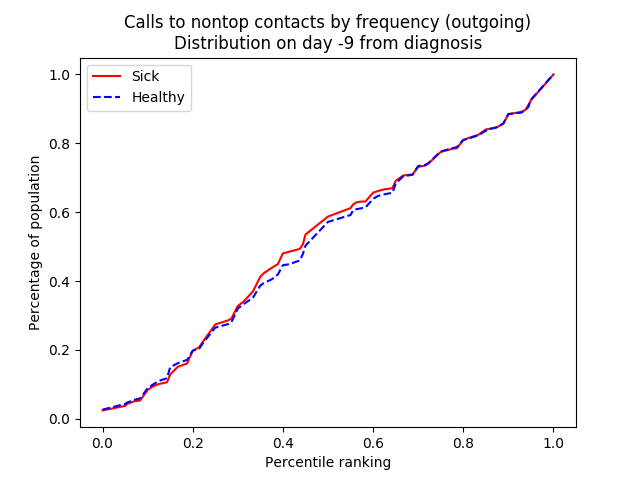 Calls to nontop contacts by frequency (outgoing)
Distribution on day -9 from diagnosis
Sick
Healthy
Percentage of population
1.0
0.8
0.6
0.4
0.2
0.0
0.0 0.2 0.4 0.6 0.8 1.0
Percentile ranking